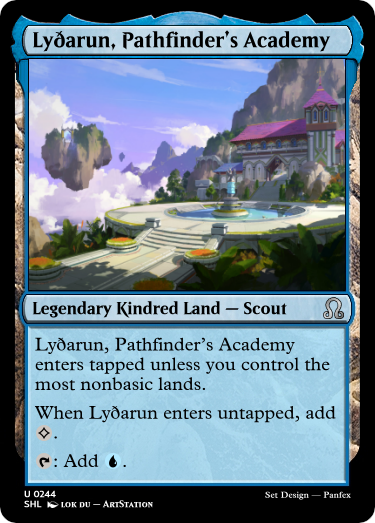 Lyðarun, Pathfinder's Academy
Legendary Kindred Land — Scout
Lyðarun, Pathfinder's Academy
enters tapped unless you control the
most nonbasic lands.
When Lyðarun enters untapped, add
.
: Add .
U 0244
SHL LOK DU — ArtStation
Set Design — Panfex